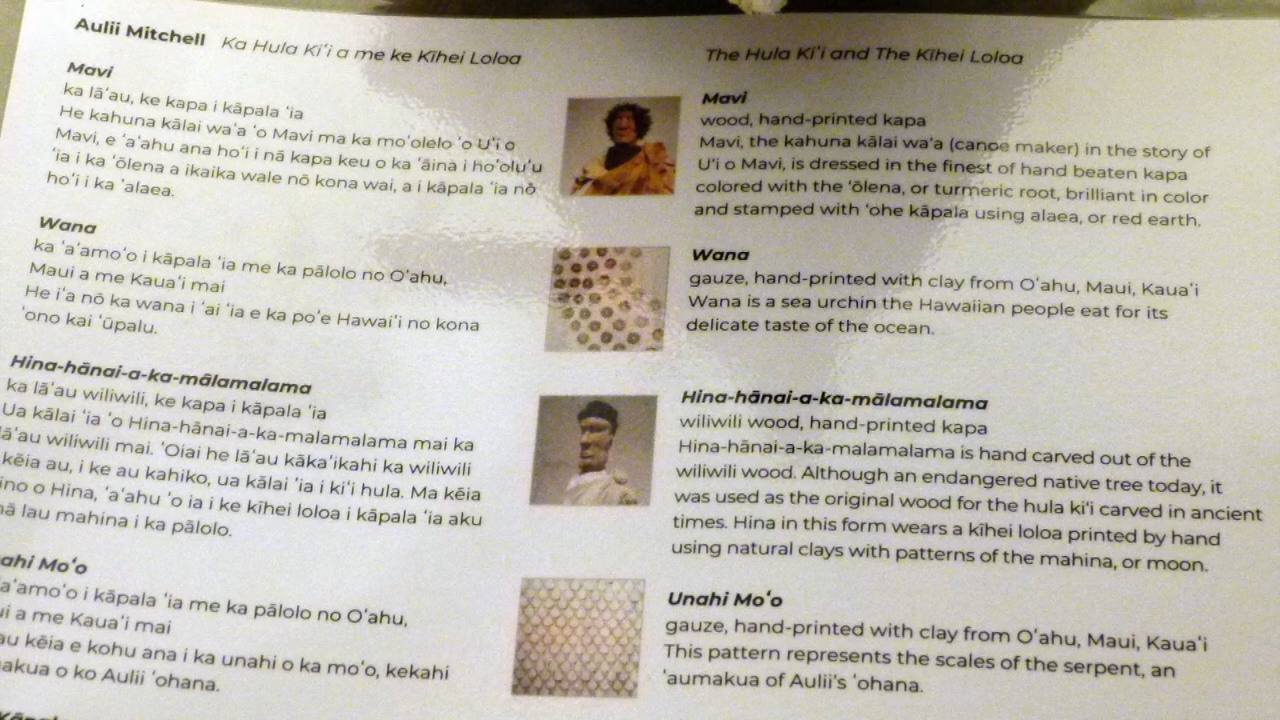 Aulii Mitchell Ka Hula Kiʻi a me ke Kīhei Loloa
Mavi
ka lāʻau, ke kapa i kāpala ʻia
He kahuna kālai waʻa ʻo Mavi ma ka moʻolelo ʻo Uʻi o
Mavi, e ʻaʻahu ana hoʻi i nā kapa keu o ka ʻāina i hoʻoluʻu
ʻia i ka ʻōlena a ikaika wale nō kona wai, a i kāpala ʻia nō
hoʻi i ka ʻalaea.
Wana
ka ʻaʻamoʻo i kāpala ʻia me ka pālolo no Oʻahu,
Maui a me Kauaʻi mai
He iʻa nō ka wana i ʻai ʻia e ka poʻe Hawaiʻi no kona
ʻono kai ʻūpalu.
Hina-hānai-a-ka-mālamalama
ka lāʻau wiliwili, ke kapa i kāpala ʻia
Ua kālai ʻia ʻo Hina-hānai-a-ka-malamalama mai ka
lāʻau wiliwili mai. ʻOiai he lāʻau kākaʻikahi ka wiliwili
kēia au, i ke au kahiko, ua kālai ʻia i kiʻi hula. Ma kēia
ino o Hina, ʻaʻahu ʻo ia i ke kīhei loloa i kāpala ʻia aku
lau mahina i ka pālolo.
ahi Moʻo
ʻaʻamoʻo i kāpala ʻia me ka pālolo no Oʻahu,
a me Kauaʻi mai
kēia e kohu ana i ka unahi o ka moʻo, kekahi
akua o ko Aulii ʻohana.
The Hula Kiʻi and The Kīhei Loloa
Mavi
wood, hand-printed kapa
Mavi, the kahuna kālai waʻa (canoe maker) in the story of
Uʻi o Mavi, is dressed in the finest of hand beaten kapa
colored with the ʻōlena, or turmeric root, brilliant in color
and stamped with ʻohe kāpala using alaea, or red earth.
Wana
gauze, hand-printed with clay from Oʻahu, Maui, Kauaʻi
Wana is a sea urchin the Hawaiian people eat for its
delicate taste of the ocean.
Hina-hānai-a-ka-mālamalama
wiliwili wood, hand-printed kapa
Hina-hānai-a-ka-malamalama is hand carved out of the
wiliwili wood. Although an endangered native tree today, it
was used as the original wood for the hula kiʻi carved in ancient
times. Hina in this form wears a kīhei loloa printed by hand
using natural clays with patterns of the mahina, or moon.
Unahi Moʻo
gauze, hand-printed with clay from Oʻahu, Maui, Kauaʻi
This pattern represents the scales of the serpent, an
ʻaumakua of Aulii's ʻohana.